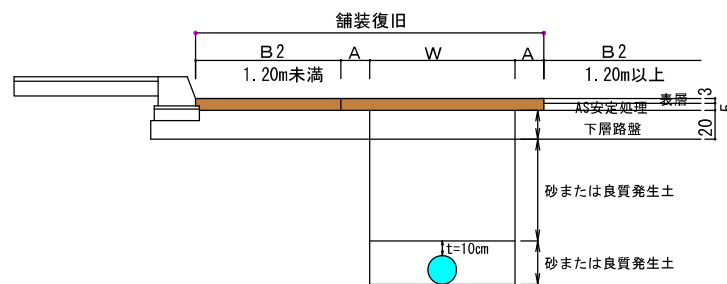 舗装復旧
B2 A W A B2
1.20m未満 1.20m以上
表層 3
AS安定処理 5
下層路盤 20
砂または良質発生土
t=10cm
砂または良質発生土